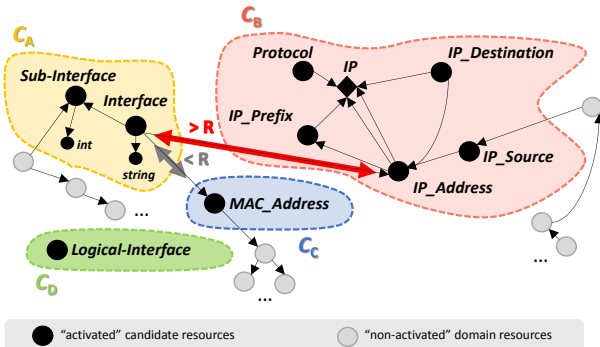 C_A
C_B
Sub-Interface
Interface
int
string
...
Protocol
IP
IP_Destination
IP_Prefix
> R
< R
IP_Source
IP_Address
MAC_Address
C_C
Logical-Interface
C_D
...
...
"activated" candidate resources
"non-activated" domain resources